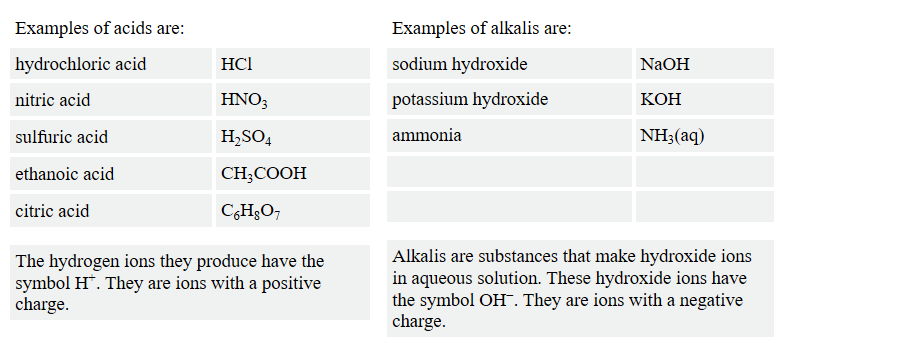 Examples of acids are:
hydrochloric acid HCl
nitric acid HNO₃
sulfuric acid H₂SO₄
ethanoic acid CH₃COOH
citric acid C₆H₈O₇
The hydrogen ions they produce have the
symbol H⁺. They are ions with a positive
charge.
Examples of alkalis are:
sodium hydroxide NaOH
potassium hydroxide KOH
ammonia NH₃(aq)
Alkalis are substances that make hydroxide ions
in aqueous solution. These hydroxide ions have
the symbol OH⁻. They are ions with a negative
charge.